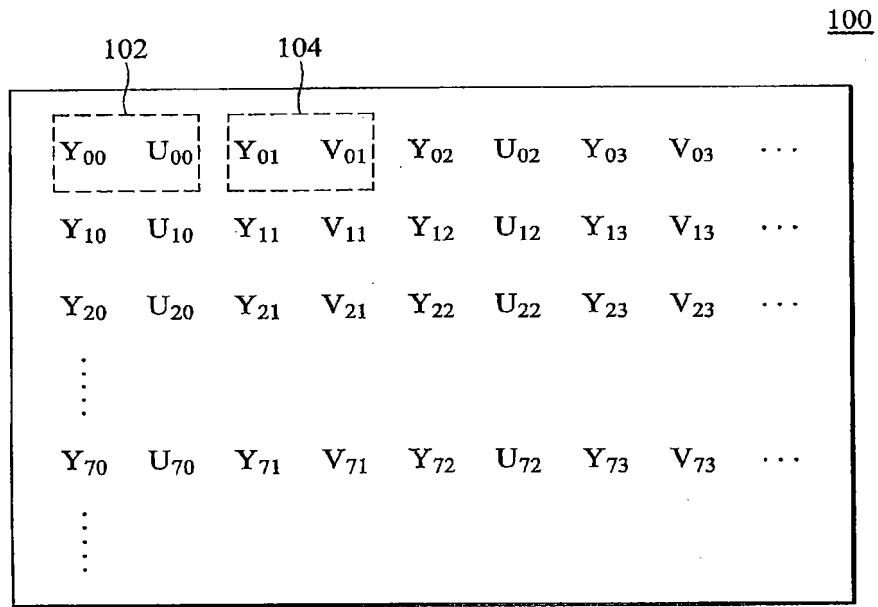 100
102 104
Y₀₀ U₀₀ Y₀₁ V₀₁ Y₀₂ U₀₂ Y₀₃ V₀₃ ...
Y₁₀ U₁₀ Y₁₁ V₁₁ Y₁₂ U₁₂ Y₁₃ V₁₃ ...
Y₂₀ U₂₀ Y₂₁ V₂₁ Y₂₂ U₂₂ Y₂₃ V₂₃ ...
Y₇₀ U₇₀ Y₇₁ V₇₁ Y₇₂ U₇₂ Y₇₃ V₇₃ ...